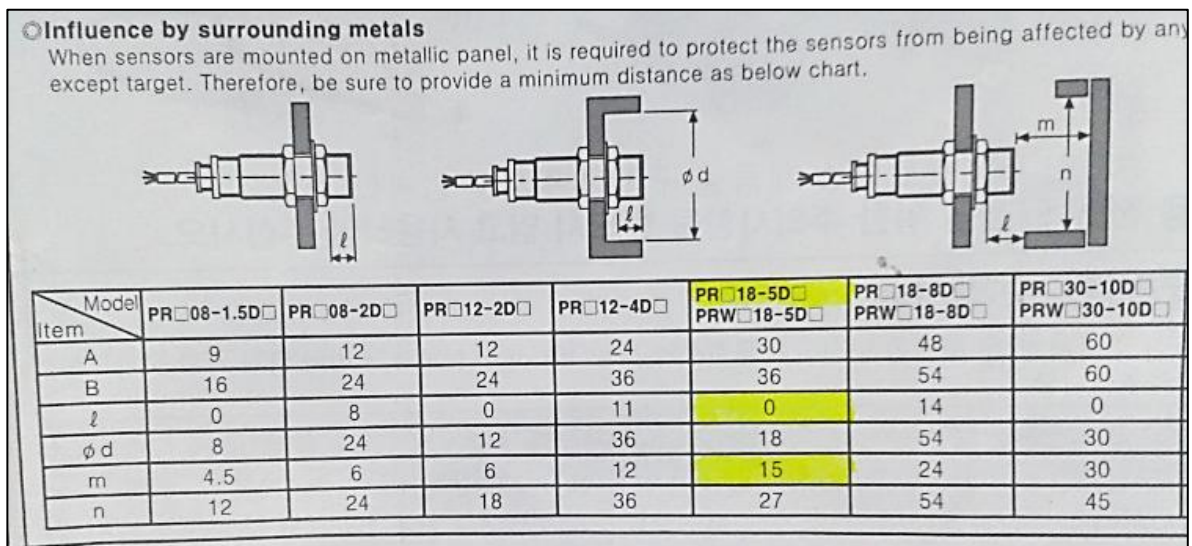 ◎Influence by surrounding metals
When sensors are mounted on metallic panel, it is required to protect the sensors from being affected by any
except target. Therefore, be sure to provide a minimum distance as below chart.
ℓ
ℓ
ød
m
n
ℓ
Model Item PR□08-1.5D□ PR□08-2D□ PR□12-2D□ PR□12-4D□ PR□18-5D□ PRW□18-5D□ PR□18-8D□ PRW□18-8D□ PR□30-10D□ PRW□30-10D□
A 9 12 12 24 30 48 60
B 16 24 24 36 36 54 60
ℓ 0 8 0 11 0 14 0
ød 8 24 12 36 18 54 30
m 4.5 6 6 12 15 24 30
n 12 24 18 36 27 54 45